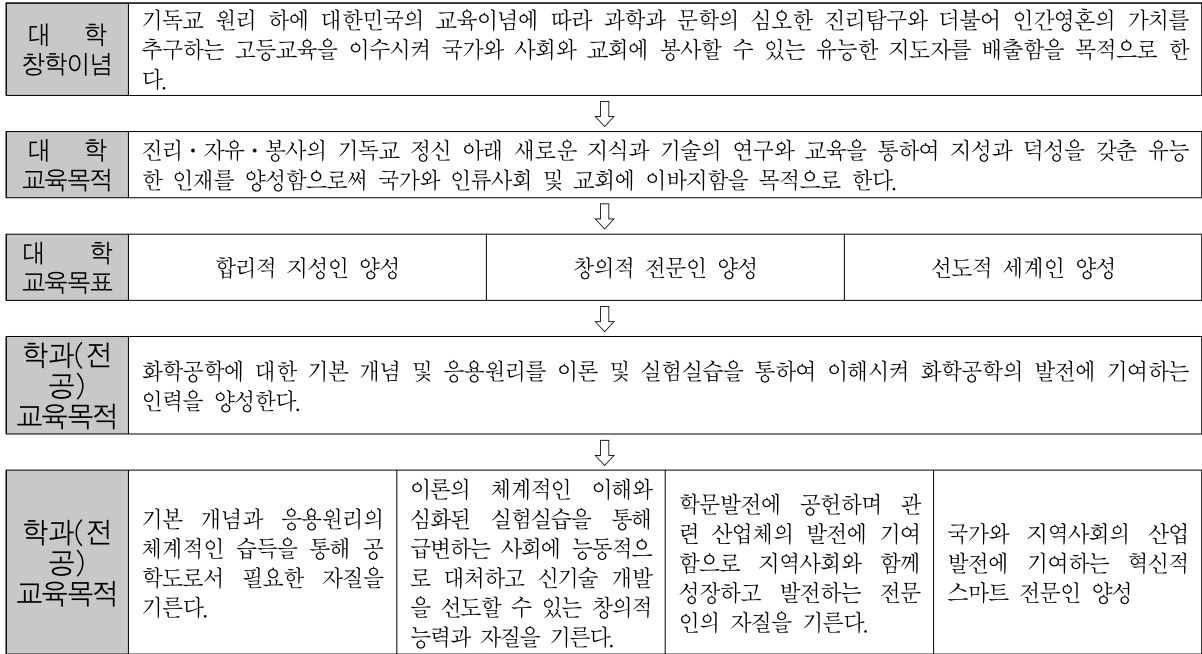 대 학
창학이념
기독교 원리 하에 대한민국의 교육이념에 따라 과학과 문학의 심오한 진리탐구와 더불어 인간영혼의 가치를
추구하는 고등교육을 이수시켜 국가와 사회와 교회에 봉사할 수 있는 유능한 지도자를 배출함을 목적으로 한
다.
⇩
대 학
교육목적
진리・자유・봉사의 기독교 정신 아래 새로운 지식과 기술의 연구와 교육을 통하여 지성과 덕성을 갖춘 유능
한 인재를 양성함으로써 국가와 인류사회 및 교회에 이바지함을 목적으로 한다.
⇩
대 학
교육목표
합리적 지성인 양성
창의적 전문인 양성
선도적 세계인 양성
⇩
학과(전
공)
교육목적
화학공학에 대한 기본 개념 및 응용원리를 이론 및 실험실습을 통하여 이해시켜 화학공학의 발전에 기여하는
인력을 양성한다.
⇩
학과(전
공)
교육목적
기본 개념과 응용원리의
체계적인 습득을 통해 공
학도로서 필요한 자질을
기른다.
이론의 체계적인 이해와
심화된 실험실습을 통해
급변하는 사회에 능동적으
로 대처하고 신기술 개발
을 선도할 수 있는 창의적
능력과 자질을 기른다.
학문발전에 공헌하며 관
련 산업체의 발전에 기여
함으로 지역사회와 함께
성장하고 발전하는 전문
인의 자질을 기른다.
국가와 지역사회의 산업
발전에 기여하는 혁신적
스마트 전문인 양성